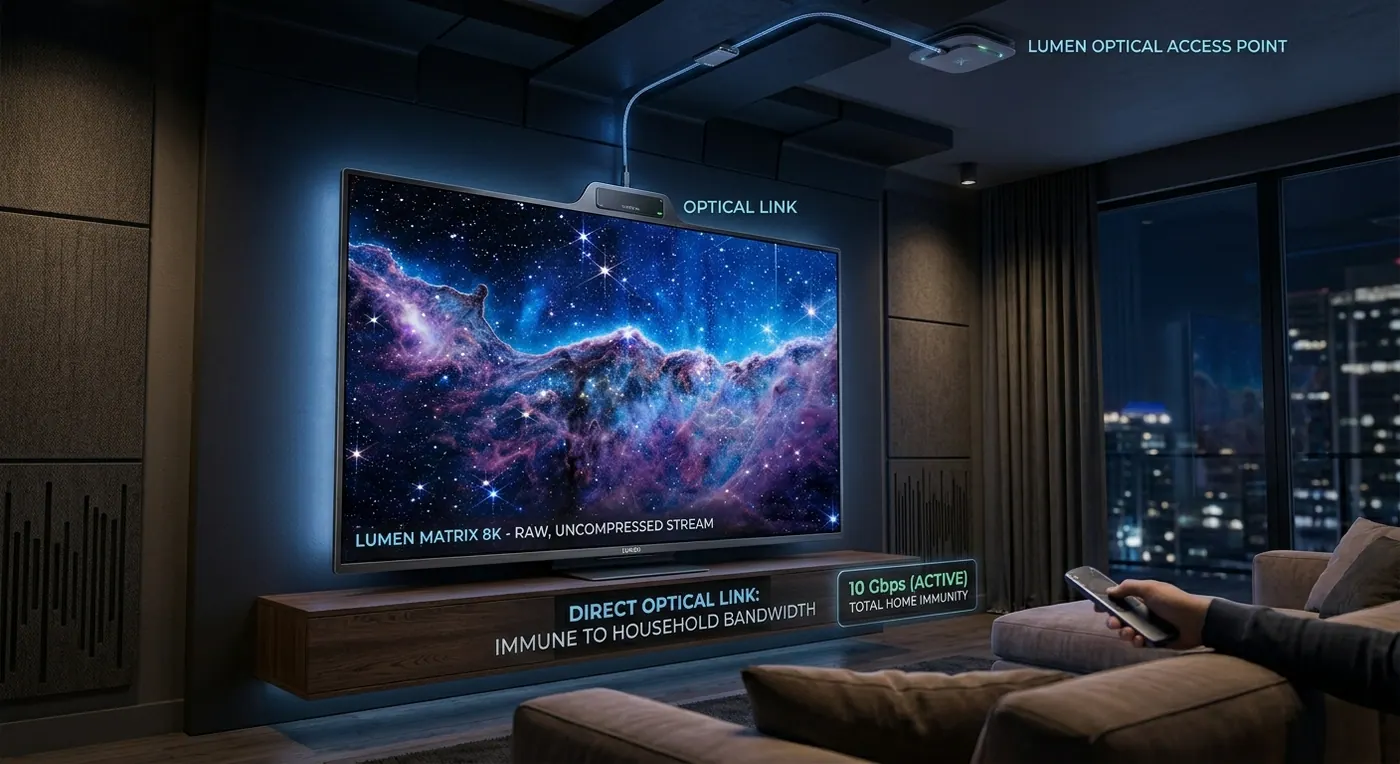 LUMEN OPTICAL ACCESS POINT
OPTICAL LINK
LUMEN MATRIX 8K - RAW, UNCOMPRESSED STREAM
DIRECT OPTICAL LINK:
IMMUNE TO HOUSEHOLD BANDWIDTH
10 Gbps (ACTIVE)
TOTAL HOME IMMUNITY